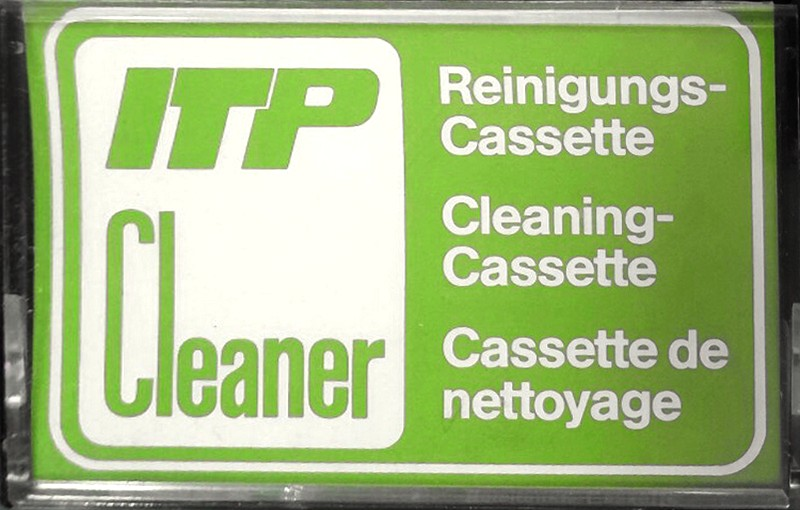 ITP
Cleaner
Reinigungs-
Cassette
Cleaning-
Cassette
Cassette de
nettoyage